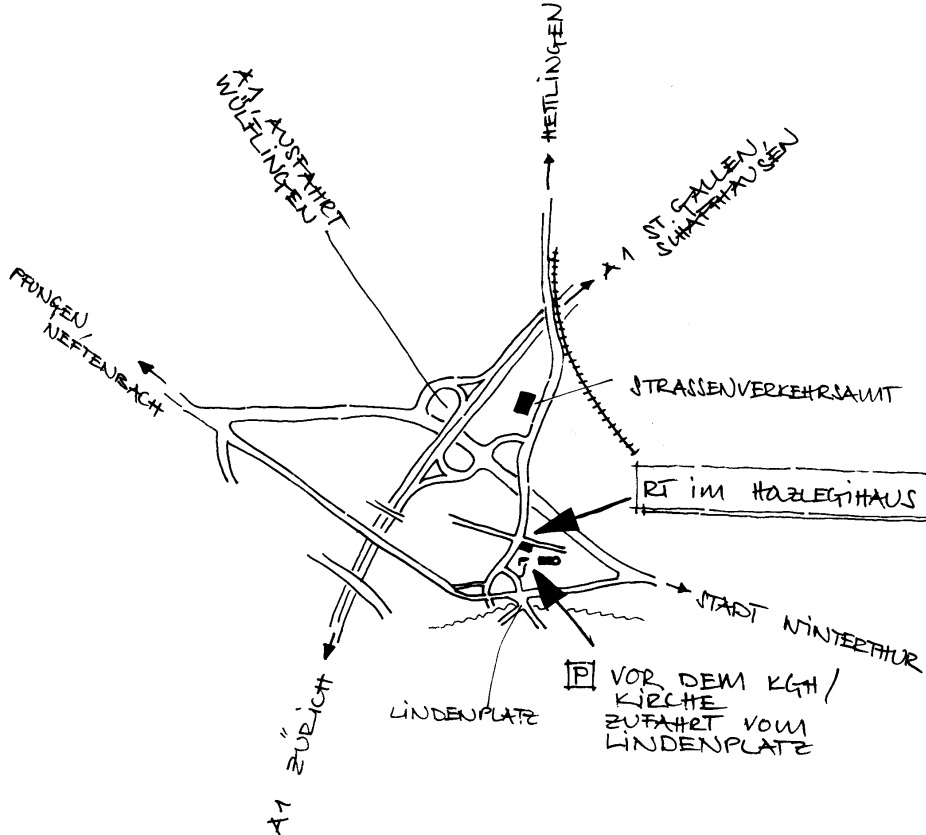 HETTLINGEN
A1, AUSFAHRT
WÜLFLINGEN
A1 ST. GALLEN,
SCHAFFHAUSEN
PFUNGEN,
NEFTENBACH
STRASSENVERKEHRSAMT
RT IM HOLZLEGIHAUS
STADT WINTERTHUR
P VOR DEM KGH/
KIRCHE
ZUFAHRT VOM
LINDENPLATZ
LINDENPLATZ
A1 ZÜRICH